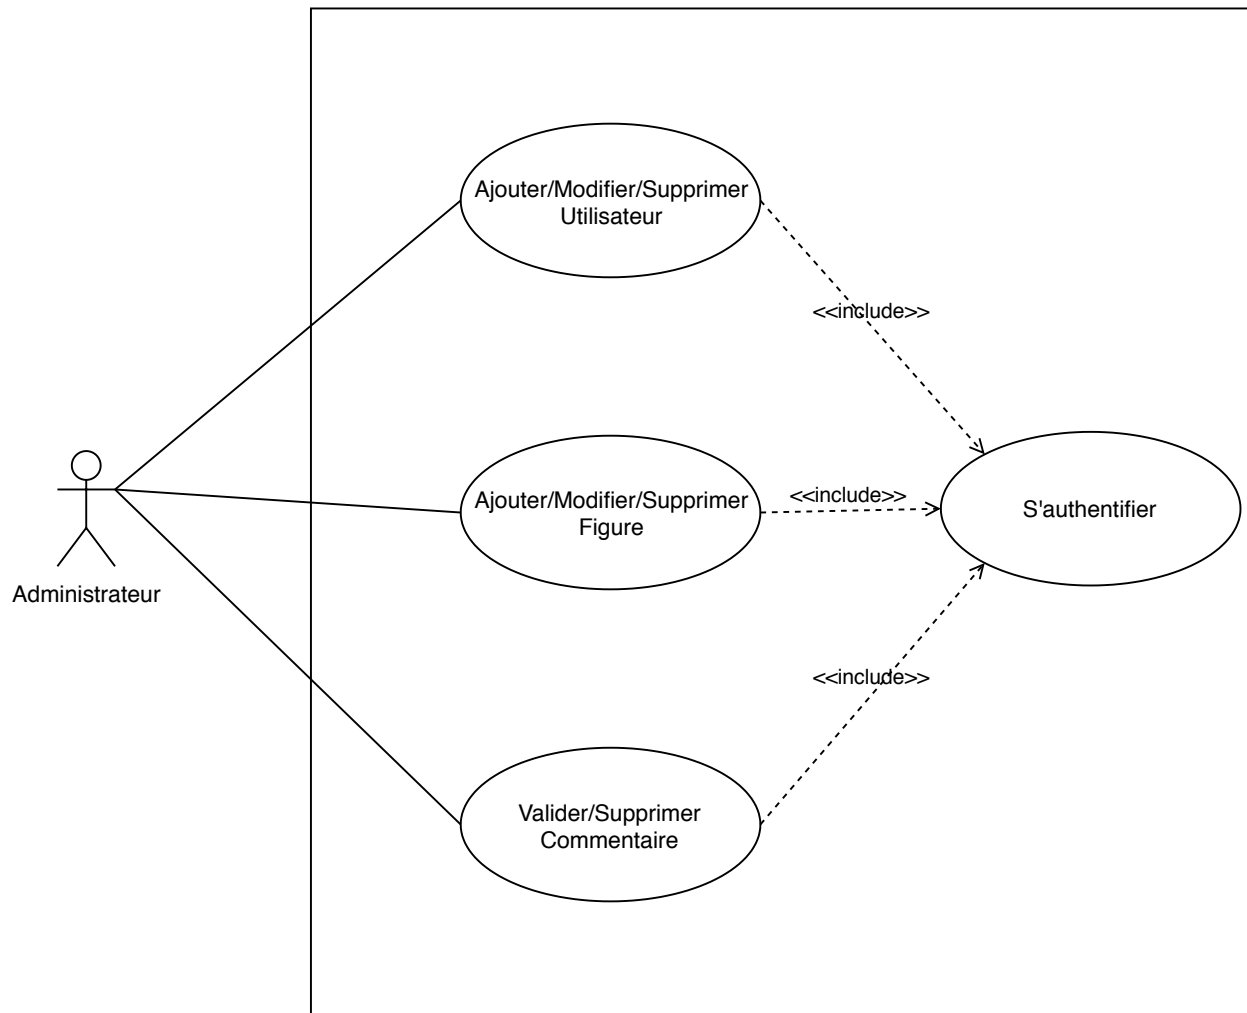 Ajouter/Modifier/Supprimer
Utilisateur
<<include>>
Ajouter/Modifier/Supprimer
Figure
<<include>>
S'authentifier
Administrateur
<<include>>
Valider/Supprimer
Commentaire